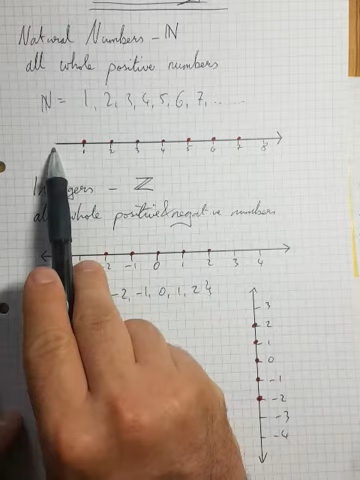 Natural Numbers - ℕ
all whole positive numbers
ℕ = 1, 2, 3, 4, 5, 6, 7, ......
1 2 3 4 5 6 7 8
- ℤ
whole positive & negative numbers
-2 -1 0 1 2 3 4
-2, -1, 0, 1, 2 }
3
2
1
0
-1
-2
-3
-4